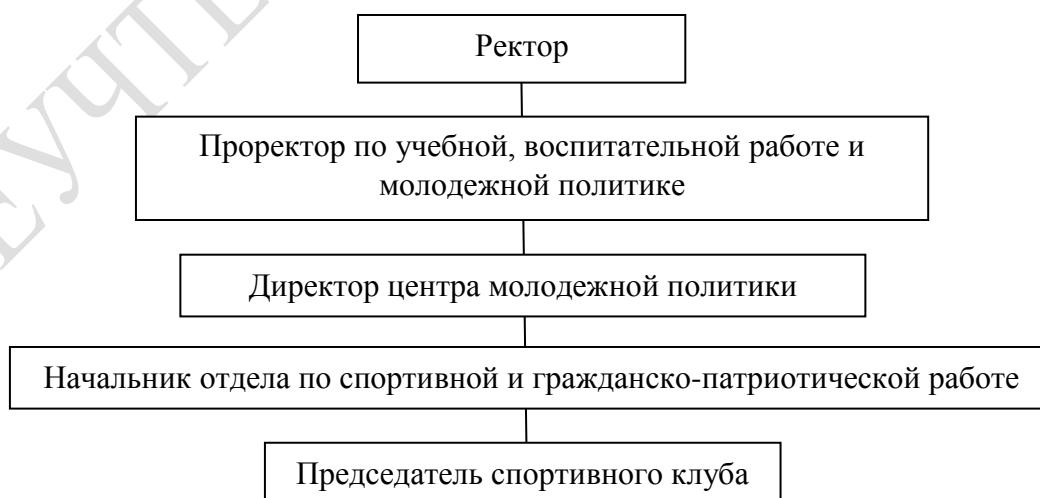 Ректор
Проректор по учебной, воспитательной работе и
молодежной политике
Директор центра молодежной политики
Начальник отдела по спортивной и гражданско-патриотической работе
Председатель спортивного клуба